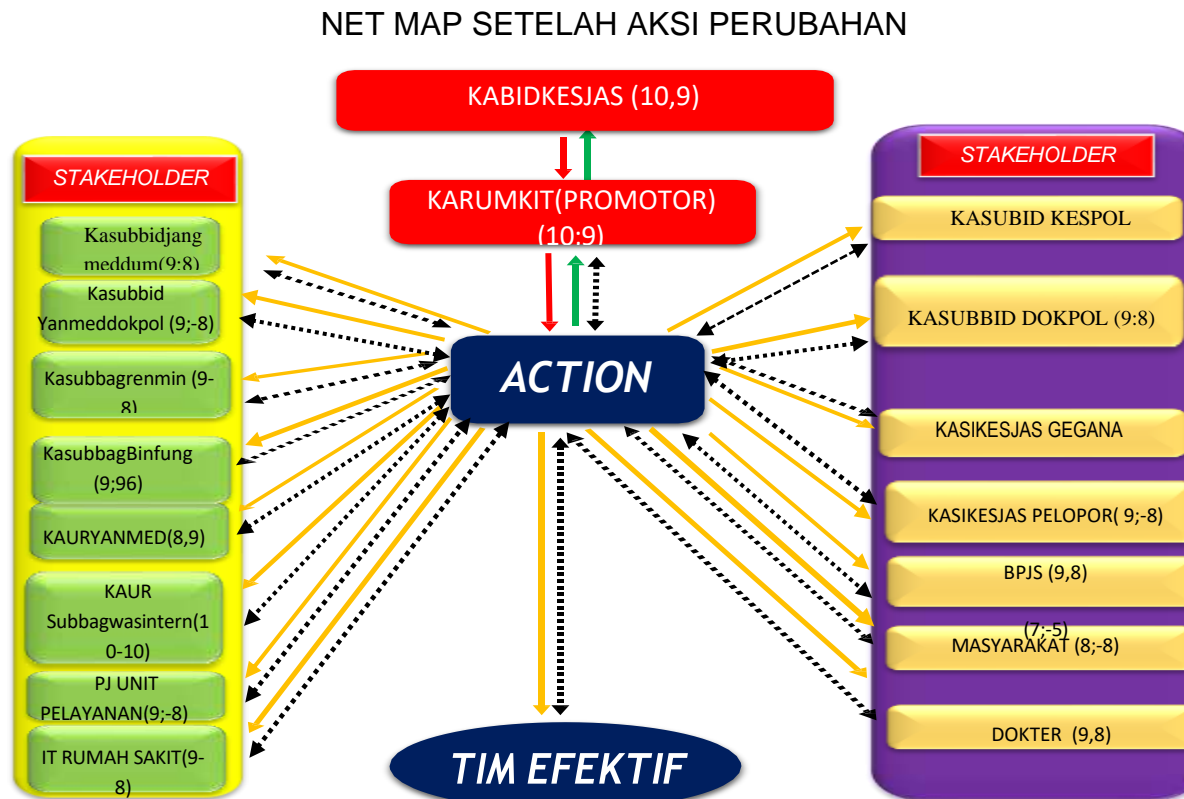 NET MAP SETELAH AKSI PERUBAHAN
KABIDKESJAS (10,9)
KARUMKIT(PROMOTOR)
(10;9)
STAKEHOLDER
Kasubbidjang
meddum(9:8)
Kasubbid
Yanmeddokpol (9;-8)
Kasubbagrenmin (9-
8)
KasubbagBinfung
(9;96)
KAURYANMED(8,9)
KAUR
Subbagwasintern(1
0-10)
PJ UNIT
PELAYANAN(9;-8)
IT RUMAH SAKIT(9-
8)
ACTION
TIM EFEKTIF
STAKEHOLDER
KASUBID KESPOL
KASUBBID DOKPOL (9:8)
KASIKESJAS GEGANA
KASIKESJAS PELOPOR( 9;-8)
BPJS (9,8)
(7;-5)
MASYARAKAT (8;-8)
DOKTER (9,8)